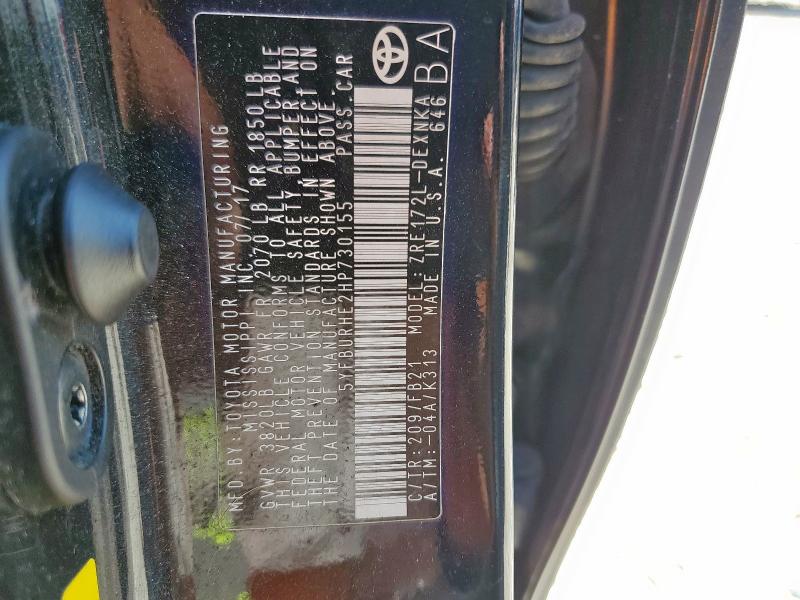 MFD BY: TOYOTA MOTOR MANUFACTURING
MISSISSIPPI INC. 07/17
GVWR 3820LB GAWR FR 2070LB RR 1850LB
THIS VEHICLE CONFORMS TO ALL APPLICABLE
FEDERAL MOTOR VEHICLE SAFETY, BUMPER AND
THEFT PREVENTION STANDARDS IN EFFECT ON
THE DATE OF MANUFACTURE SHOWN ABOVE.
5YFBURHE2HP730155 PASS. CAR
C/TR: 209/FB21 MODEL: ZRE172L-DEXNKA
A/TM: -04A/K313 MADE IN U.S.A. 646
BA